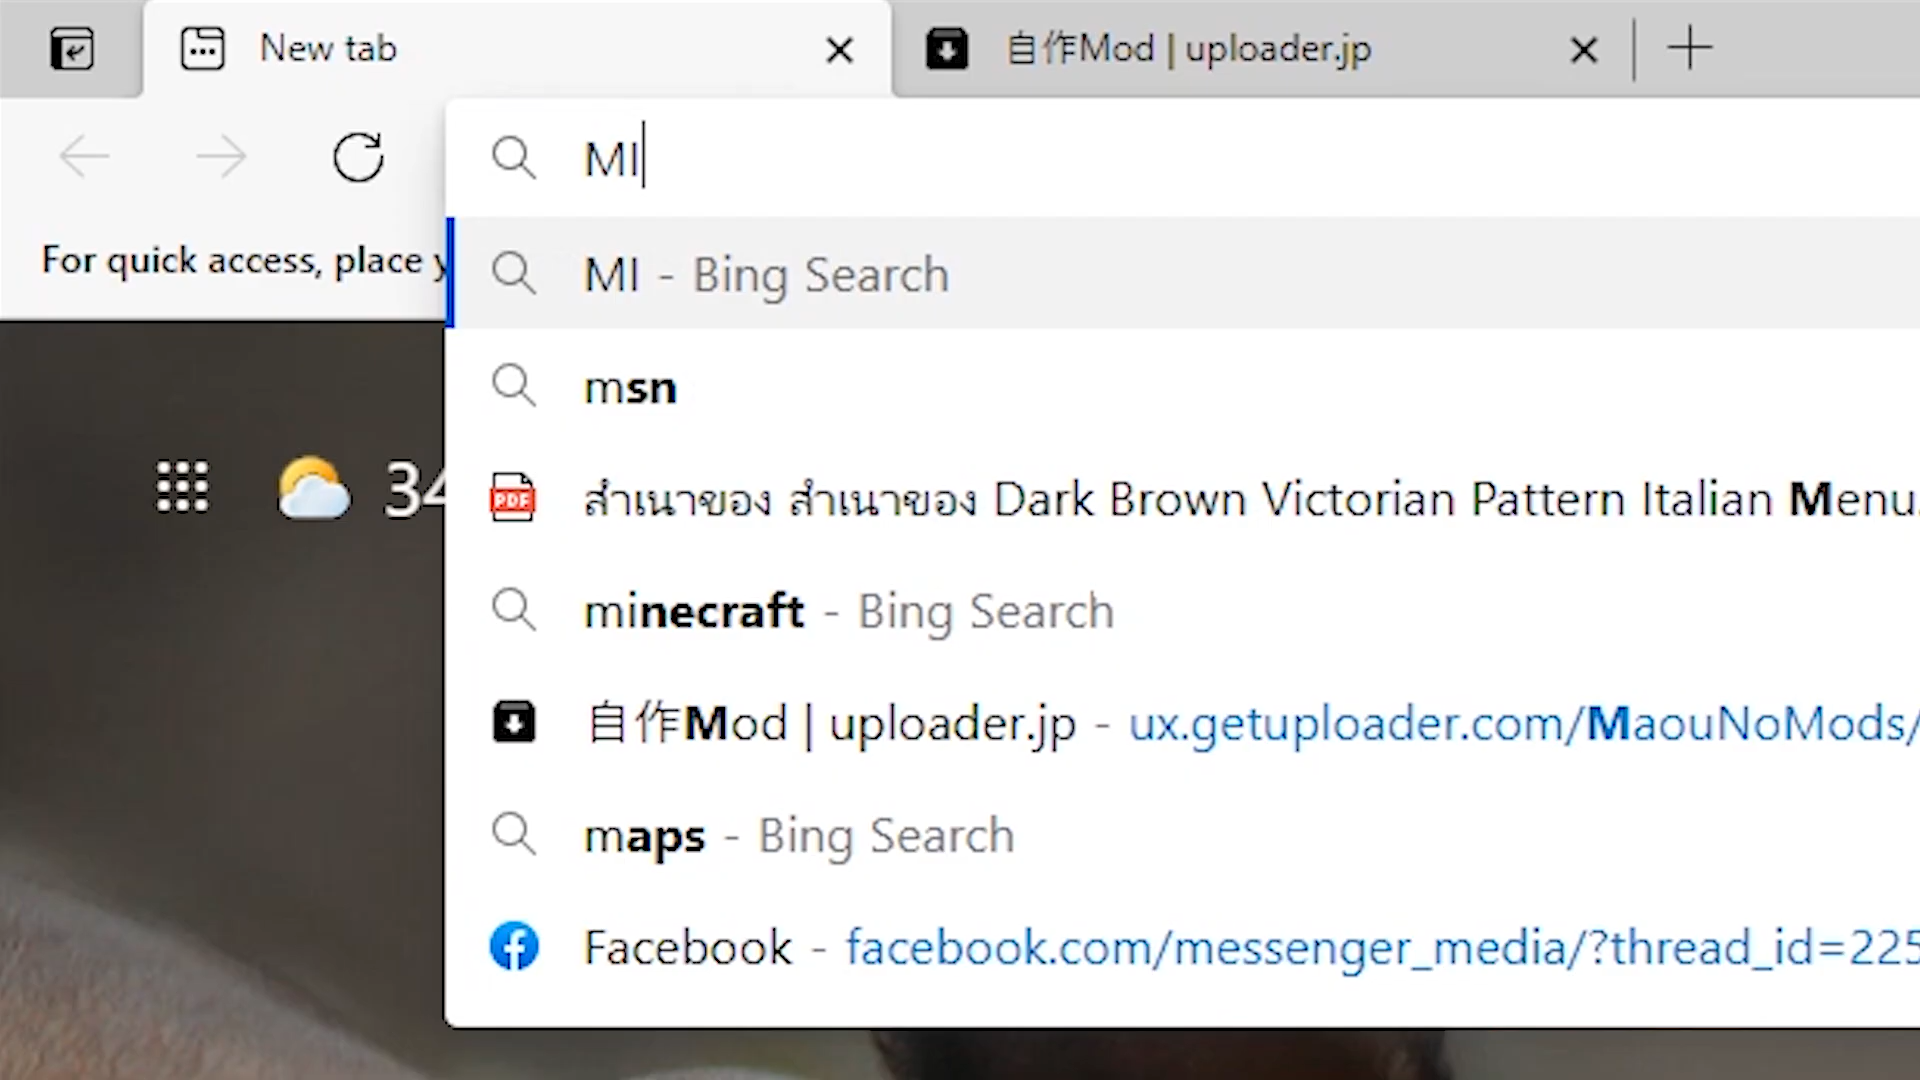 New tab
自作Mod | uploader.jp
MI
For quick access, place
MI - Bing Search
msn
34
PDF
สำเนาของ สำเนาของ Dark Brown Victorian Pattern Italian Menu.
minecraft - Bing Search
自作Mod | uploader.jp - ux.getuploader.com/MaouNoMods/
maps - Bing Search
Facebook - facebook.com/messenger_media/?thread_id=225